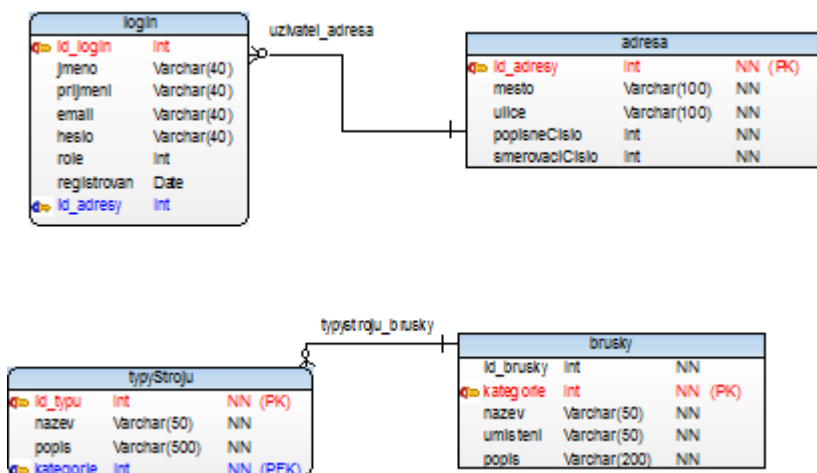 login
id_login Int
jmeno Varchar(40)
prijmeni Varchar(40)
email Varchar(40)
heslo Varchar(40)
role Int
registrovan Date
id_adresy Int
uzivatel_adresa
adresa
id_adresy Int NN (PK)
mesto Varchar(100) NN
ulice Varchar(100) NN
popisneCislo Int NN
smerovaciCislo Int NN
typystroju_brusky
typyStroju
id_typu Int NN (PK)
nazev Varchar(50) NN
popis Varchar(500) NN
kategorie Int NN (PFK)
brusky
id_brusky Int NN
kategorie Int NN (PK)
nazev Varchar(50) NN
umisteni Varchar(50) NN
popis Varchar(200) NN